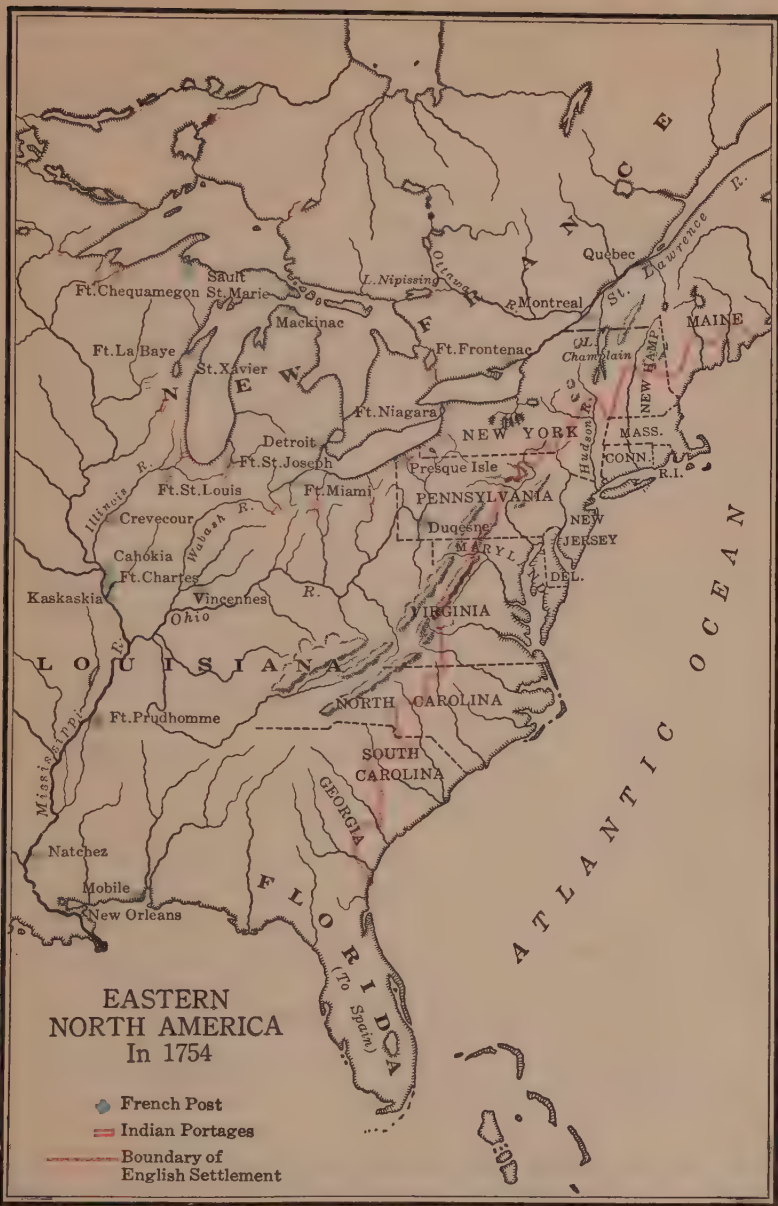 NEW FRANCE
Quebec
St. Lawrence R.
Ottawa R.
L. Nipissing
Montreal
Sault
St. Marie
Ft. Chequamegon
Mackinac
MAINE
L.
Champlain
NEW HAMP.
Ft. La Baye
Ft. Frontenac
St. Xavier
Ft. Niagara
Hudson R.
NEW YORK
MASS.
CONN.
R.I.
Detroit
Ft. St. Joseph
Presque Isle
Illinois R.
Ft. St. Louis
Ft. Miami
PENNSYLVANIA
Crevecour
Wabash R.
Duqesne
NEW
JERSEY
MARYLAND
Cahokia
Ft. Chartes
DEL.
Kaskaskia
Vincennes
Ohio R.
VIRGINIA
LOUISIANA
NORTH CAROLINA
Ft. Prudhomme
Mississippi R.
SOUTH
CAROLINA
GEORGIA
Natchez
Mobile
New Orleans
FLORIDA
(To Spain)
ATLANTIC OCEAN
EASTERN
NORTH AMERICA
In 1754
French Post
Indian Portages
Boundary of
English Settlement